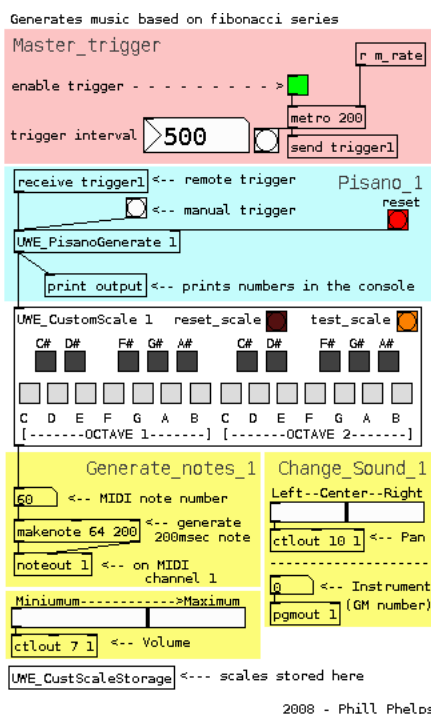 Generates music based on fibonacci series
Master_trigger
r m_rate
enable trigger - - - - - - - - - >
metro 200
trigger interval 500
send trigger1
receive trigger1 <-- remote trigger
Pisano_1
reset
<-- manual trigger
UWE_PisanoGenerate 1
print output <-- prints numbers in the console
UWE_CustomScale 1 reset_scale test_scale
C# D# F# G# A# C# D# F# G# A#
C D E F G A B C D E F G A B
[-------OCTAVE 1-------] [-------OCTAVE 2-------]
Generate_notes_1
60 <-- MIDI note number
makenote 64 200 <-- generate
200msec note
noteout 1 <-- on MIDI
channel 1
Miniumum------------>Maximum
ctlout 7 1 <-- Volume
Change_Sound_1
Left--Center--Right
ctlout 10 1 <-- Pan
--------------------
0 <-- Instrument
(GM number)
pgmout 1
UWE_CustScaleStorage <--- scales stored here
2008 - Phill Phelps